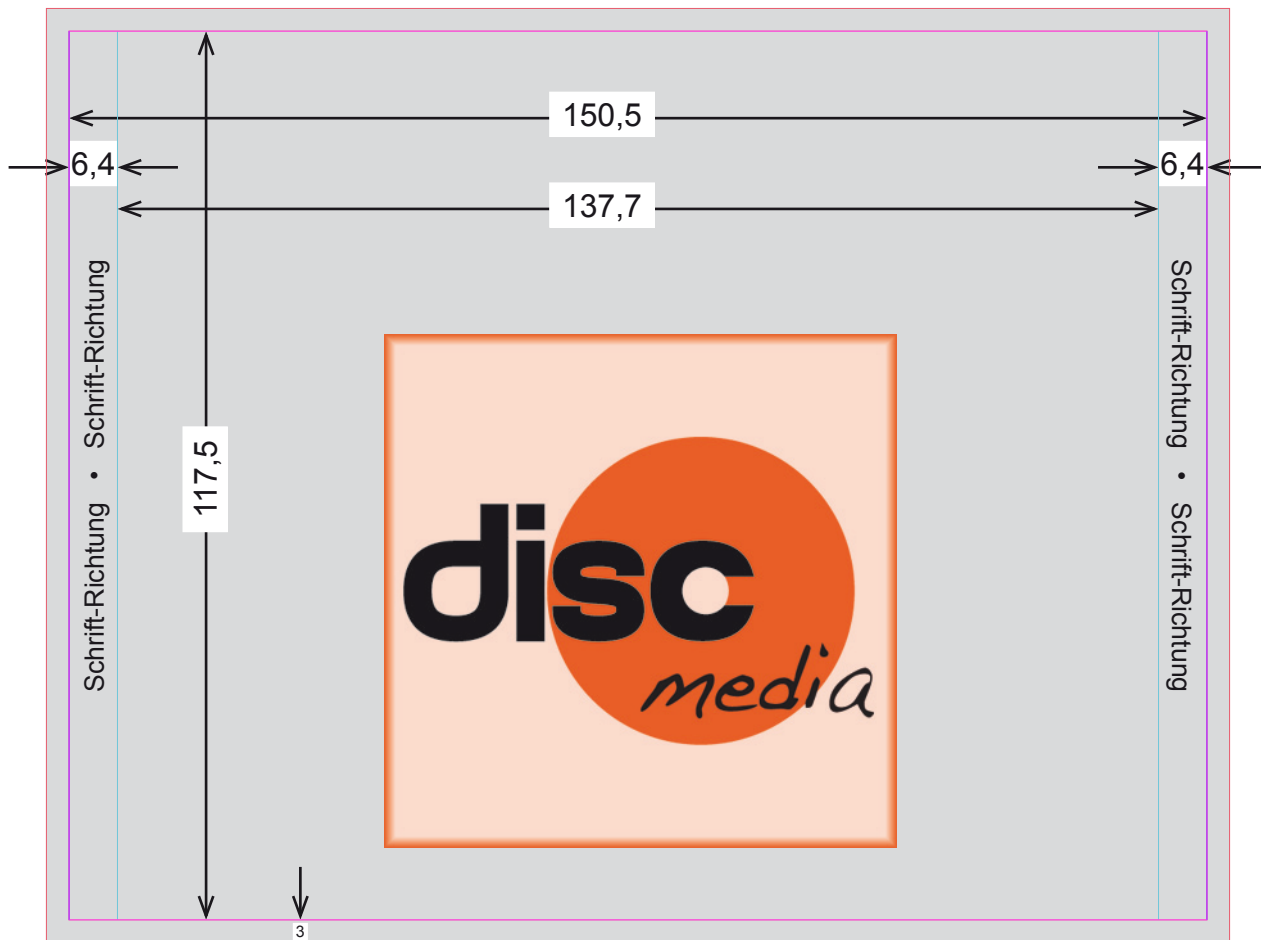 150,5
6,4
6,4
137,7
Schrift-Richtung • Schrift-Richtung
117,5
Schrift-Richtung • Schrift-Richtung
disc
media
3